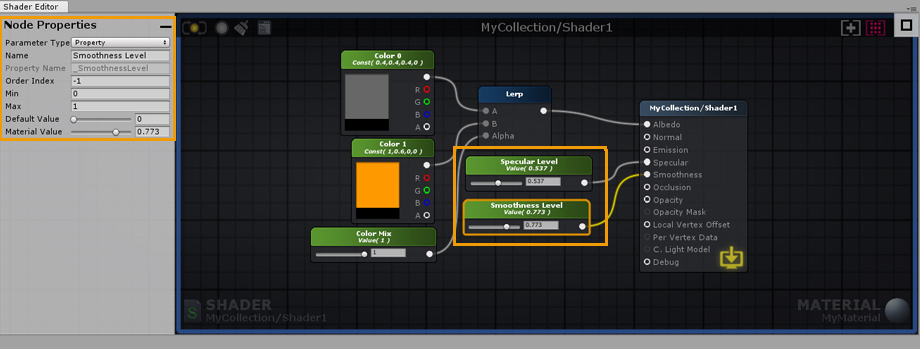 Shader Editor
Node Properties
Parameter Type Property
Name Smoothness Level
Property Name _SmoothnessLevel
Order Index -1
Min 0
Max 1
Default Value 0
Material Value 0.773
MyCollection/Shader1
Color 0
Const( 0.4,0.4,0.4,0 )
R
G
B
A
Color 1
Const( 1,0.6,0,0 )
R
G
B
A
Color Mix
Value( 1 )
1
Lerp
A
B
Alpha
Specular Level
Value( 0.537 )
0.537
Smoothness Level
Value( 0.773 )
0.773
MyCollection/Shader1
Albedo
Normal
Emission
Specular
Smoothness
Occlusion
Opacity
Opacity Mask
Local Vertex Offset
Per Vertex Data
C. Light Model
Debug
S
SHADER
MyCollection/Shader1
MATERIAL
MyMaterial